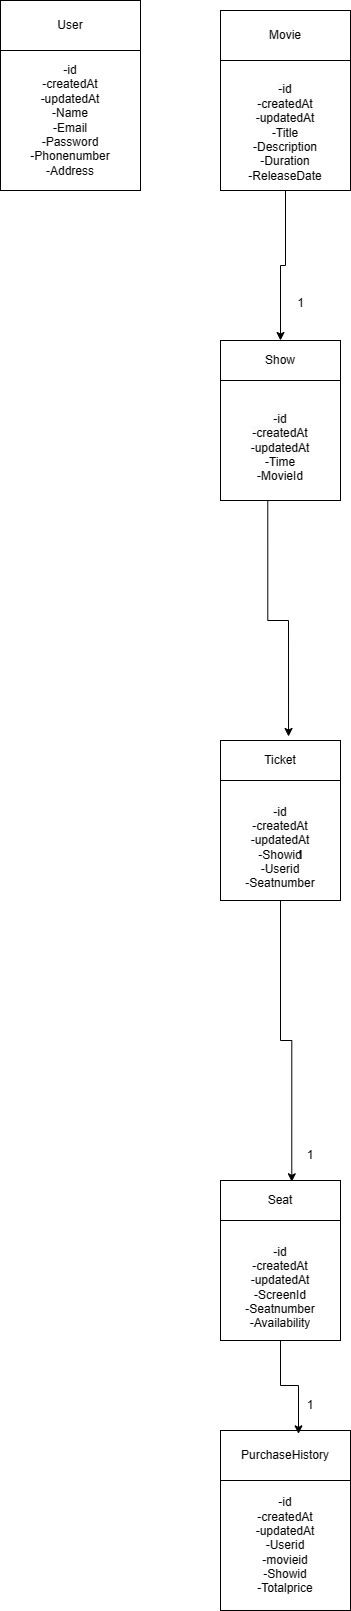 User
-id
-createdAt
-updatedAt
-Name
-Email
-Password
-Phonenumber
-Address
Movie
-id
-createdAt
-updatedAt
-Title
-Description
-Duration
-ReleaseDate
1
Show
-id
-createdAt
-updatedAt
-Time
-MovieId
Ticket
-id
-createdAt
-updatedAt
-Showid
-Userid
-Seatnumber
1
Seat
-id
-createdAt
-updatedAt
-ScreenId
-Seatnumber
-Availability
1
PurchaseHistory
-id
-createdAt
-updatedAt
-Userid
-movieid
-Showid
-Totalprice